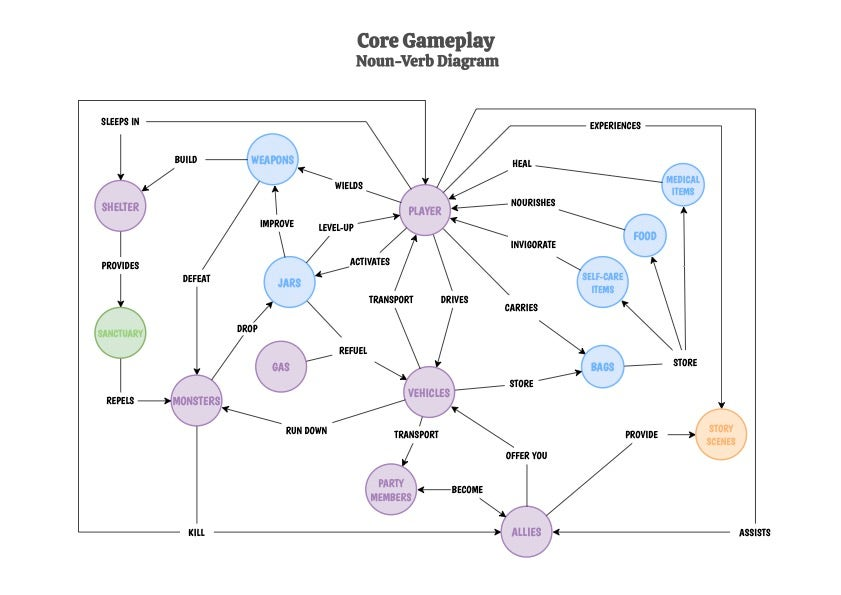 Core Gameplay
Noun-Verb Diagram
SLEEPS IN
EXPERIENCES
BUILD
WEAPONS
HEAL
WIELDS
MEDICAL
ITEMS
SHELTER
PLAYER
NOURISHES
IMPROVE
LEVEL-UP
FOOD
INVIGORATE
PROVIDES
ACTIVATES
DEFEAT
JARS
SELF-CARE
ITEMS
TRANSPORT
DRIVES
CARRIES
SANCTUARY
DROP
REFUEL
GAS
BAGS
STORE
STORE
VEHICLES
REPELS
MONSTERS
RUN DOWN
TRANSPORT
PROVIDE
STORY
SCENES
OFFER YOU
PARTY
MEMBERS
BECOME
KILL
ALLIES
ASSISTS